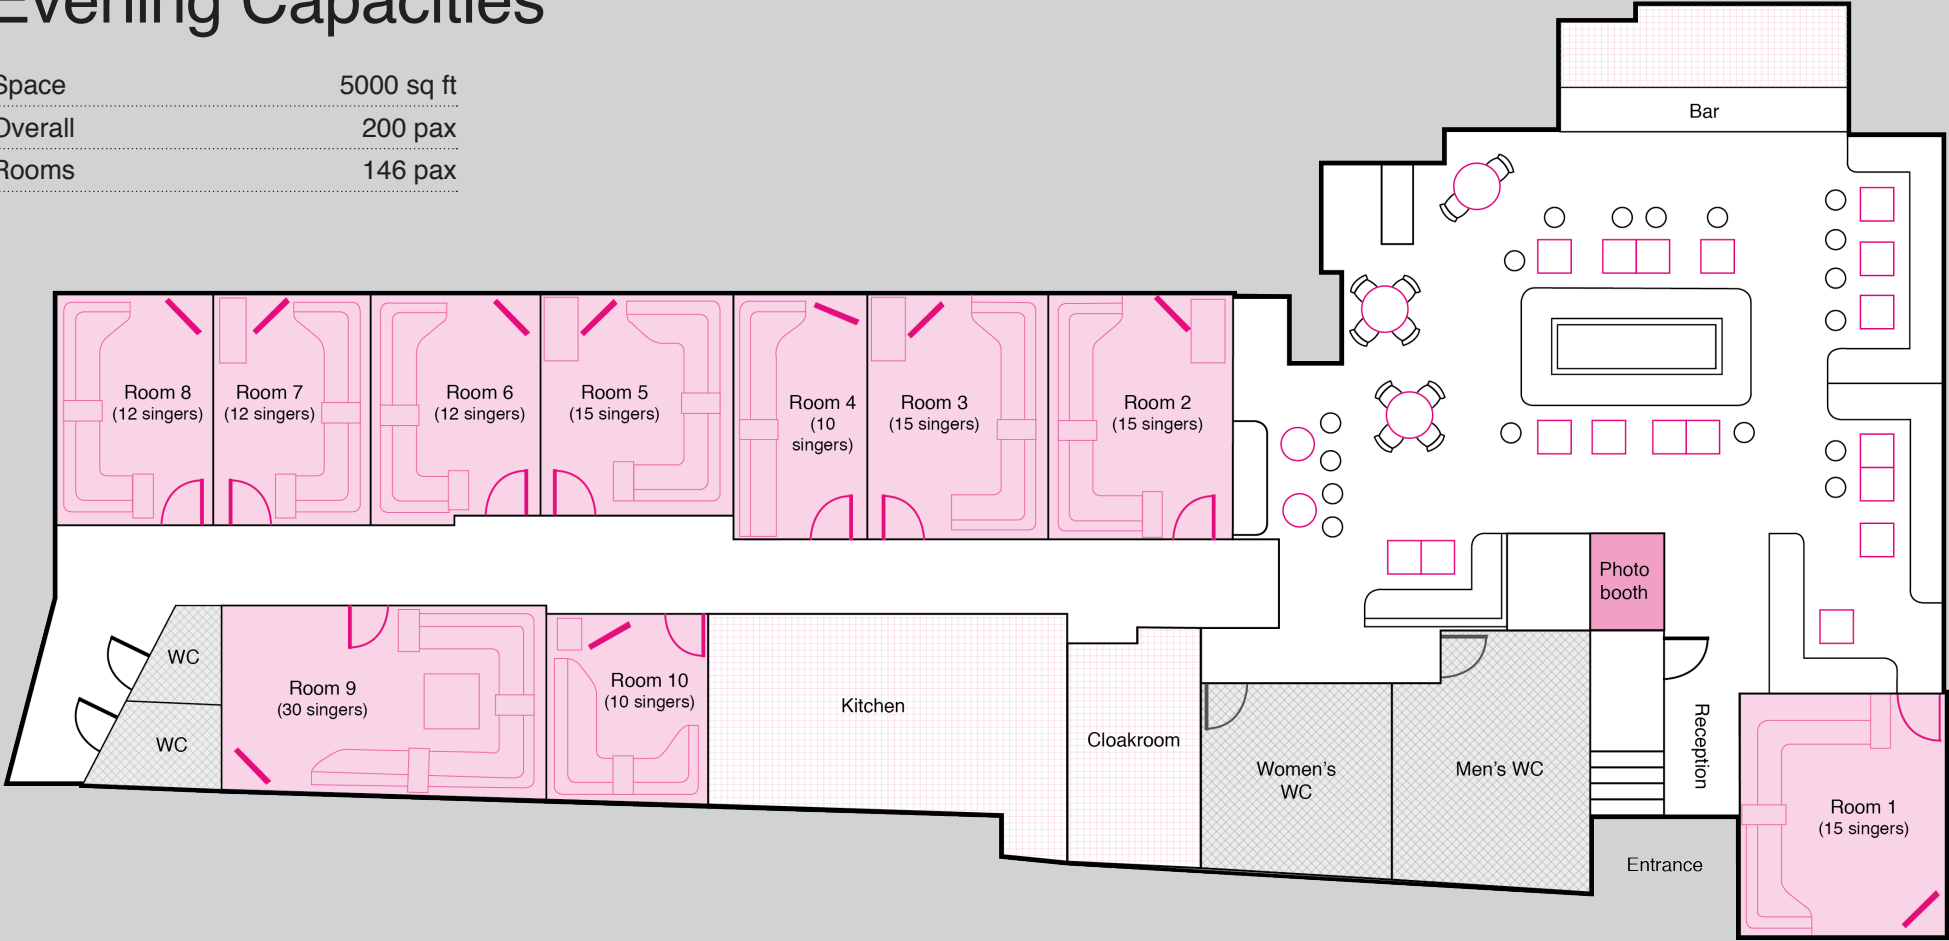 Evening Capacities
Space 5000 sq ft
Overall 200 pax
Rooms 146 pax
Bar
Room 8
(12 singers)
Room 7
(12 singers)
Room 6
(12 singers)
Room 5
(15 singers)
Room 4
(10
singers)
Room 3
(15 singers)
Room 2
(15 singers)
Photo
booth
WC
WC
Room 9
(30 singers)
Room 10
(10 singers)
Kitchen
Cloakroom
Women's
WC
Men's WC
Reception
Entrance
Room 1
(15 singers)